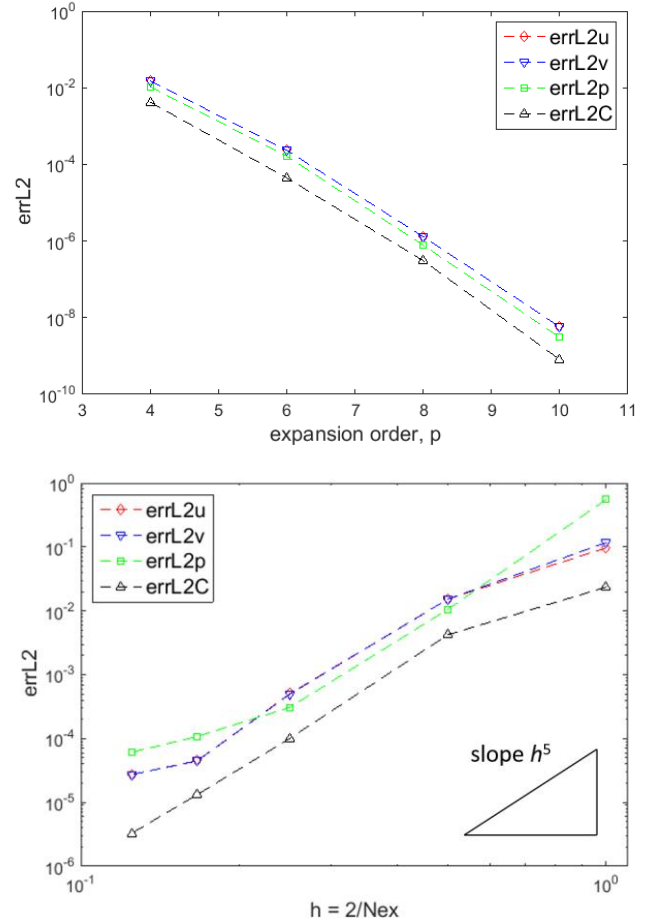 10^0
10^-2
10^-4
10^-6
10^-8
10^-10
errL2
errL2u
errL2v
errL2p
errL2C
3 4 5 6 7 8 9 10 11
expansion order, p
10^0
10^-1
10^-2
10^-3
10^-4
10^-5
10^-6
errL2
errL2u
errL2v
errL2p
errL2C
slope h^5
10^-1 10^0
h = 2/Nex